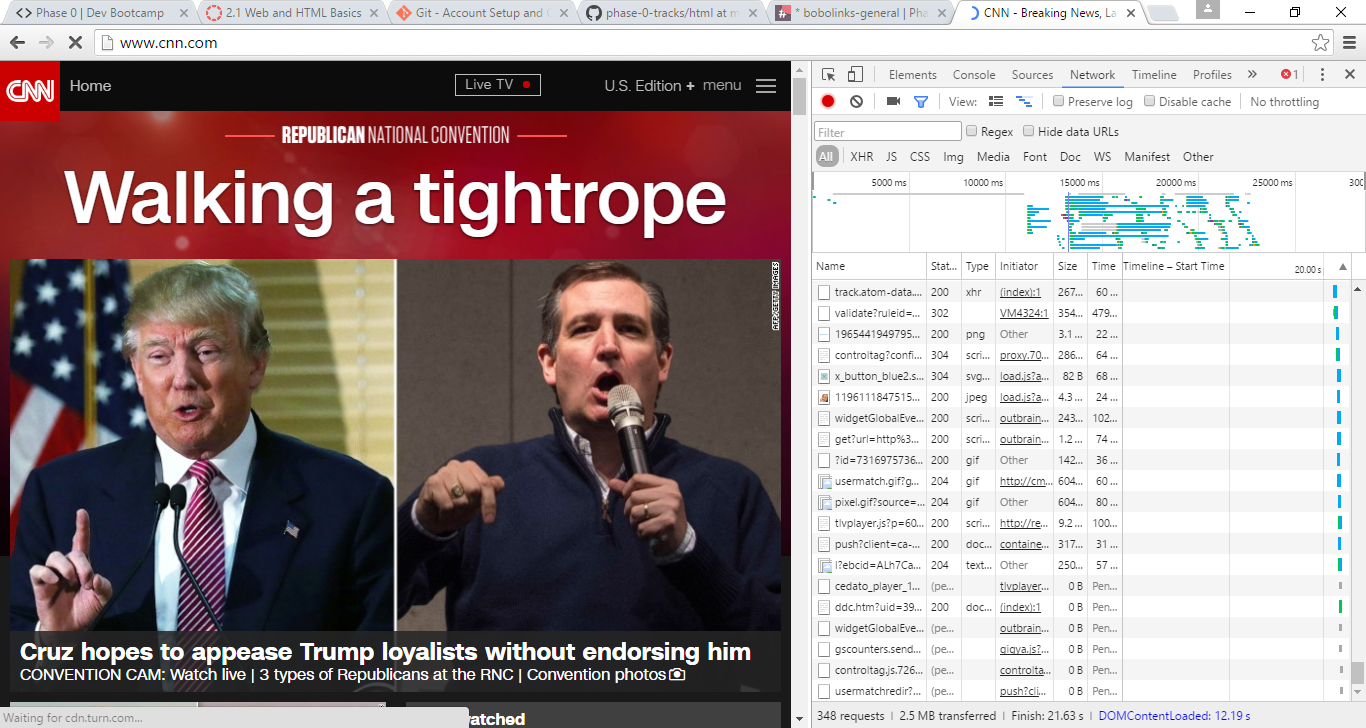 Phase 0 | Dev Bootcamp
2.1 Web and HTML Basics
Git - Account Setup and
phase-0-tracks/html at m
* bobolinks-general | Pha
CNN - Breaking News, La
www.cnn.com
CNN
Home
Live TV
U.S. Edition + menu
REPUBLICAN NATIONAL CONVENTION
Walking a tightrope
AFP/GETTY IMAGES
Cruz hopes to appease Trump loyalists without endorsing him
CONVENTION CAM: Watch live | 3 types of Republicans at the RNC | Convention photos
Waiting for cdn.turn.com...
Elements Console Sources Network Timeline Profiles » 1
View: Preserve log Disable cache No throttling
Filter Regex Hide data URLs
All XHR JS CSS Img Media Font Doc WS Manifest Other
5000 ms 10000 ms 15000 ms 20000 ms 25000 ms 300
Name Stat... Type Initiator Size Time Timeline – Start Time 20.00 s
track.atom-data.... 200 xhr (index):1 267... 60 ...
validate?ruleid=... 302 VM4324:1 354... 479...
1965441949795... 200 png Other 3.1 ... 22 ...
controltag?confi... 304 scri... proxy.70... 286... 64 ...
x_button_blue2.s... 304 svg... load.js?a... 82 B 68 ...
1196111847515... 200 jpeg load.js?a... 4.3 ... 24 ...
widgetGlobalEve... 200 scri... outbrain... 243... 102...
get?url=http%3... 200 scri... outbrain... 1.2 ... 74 ...
?id=7316975736... 200 gif Other 142... 36 ...
usermatch.gif?g... 204 gif http://cm... 604... 60 ...
pixel.gif?source=... 204 gif Other 604... 80 ...
tlvplayer.js?p=60... 200 scri... http://re... 9.2 ... 100...
push?client=ca-... 200 doc... containe... 317... 31 ...
l?ebcid=ALh7Ca... 204 text... Other 250... 57 ...
cedato_player_1... (pe... tlvplayer... 0 B Pen...
ddc.htm?uid=39... 200 doc... (index):1 0 B Pen...
widgetGlobalEve... (pe... outbrain... 0 B Pen...
gscounters.send... (pe... gigya.js?... 0 B Pen...
controltag.js.726... (pe... controlta... 0 B Pen...
usermatchredir?... (pe... push?cli... 0 B Pen...
348 requests | 2.5 MB transferred | Finish: 21.63 s | DOMContentLoaded: 12.19 s